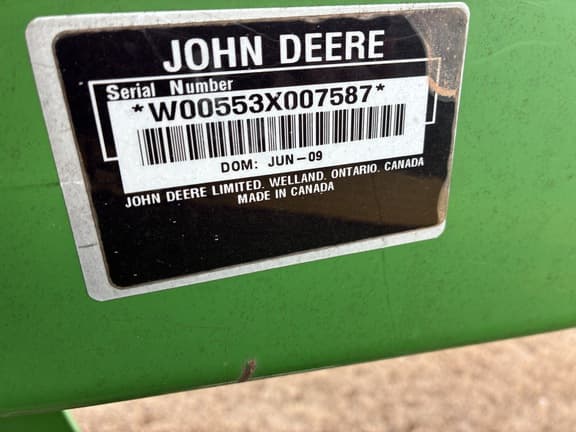 JOHN DEERE
Serial Number
*W00553X007587*
DOM: JUN-09
JOHN DEERE LIMITED. WELLAND. ONTARIO. CANADA
MADE IN CANADA